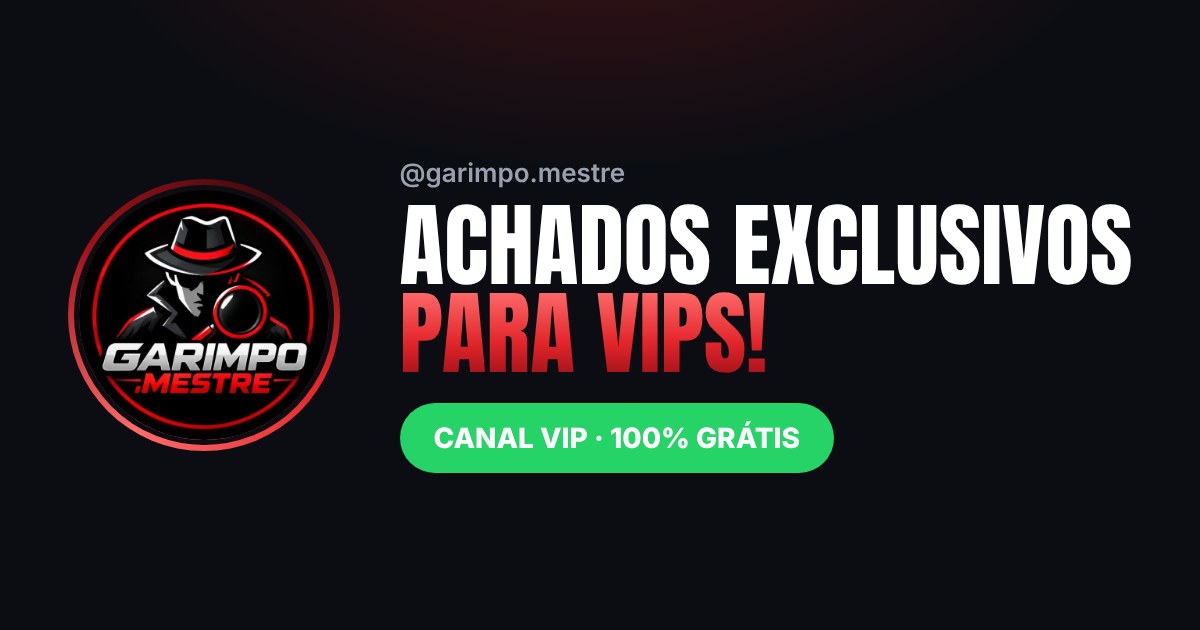 @garimpo.mestre
ACHADOS EXCLUSIVOS
PARA VIPS!
CANAL VIP · 100% GRÁTIS
GARIMPO
.MESTRE